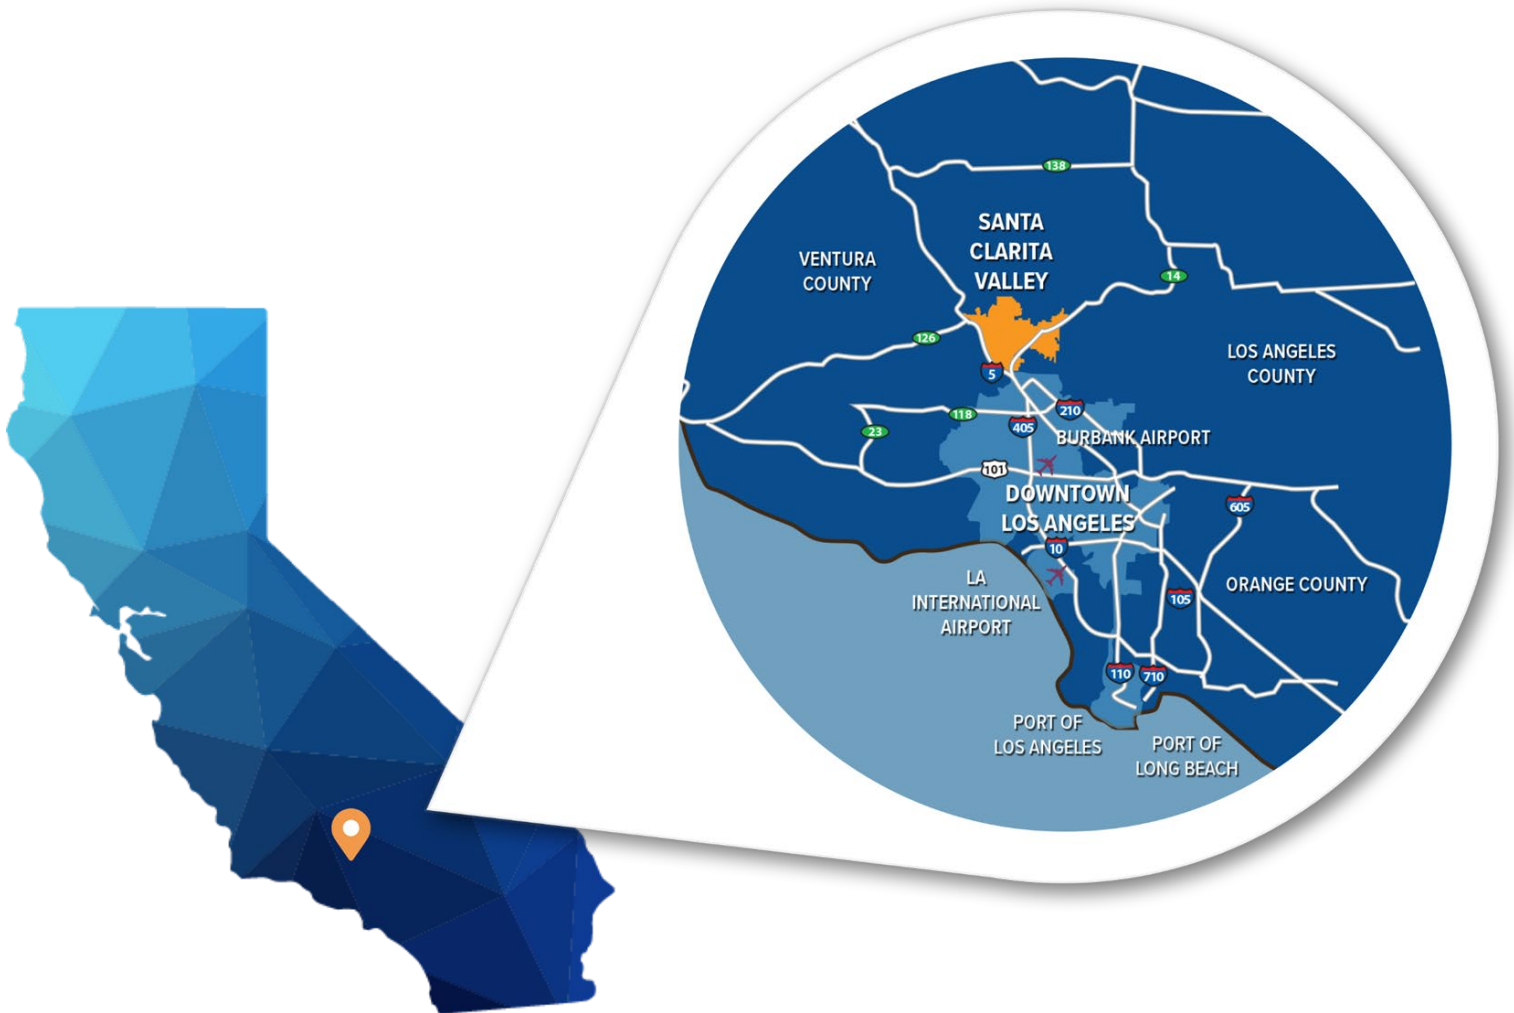 138
SANTA
CLARITA
VALLEY
VENTURA
COUNTY
14
126
LOS ANGELES
COUNTY
5
118
210
405
23
BURBANK AIRPORT
101
DOWNTOWN
LOS ANGELES
605
10
LA
INTERNATIONAL
AIRPORT
ORANGE COUNTY
105
110
710
PORT OF
LOS ANGELES
PORT OF
LONG BEACH